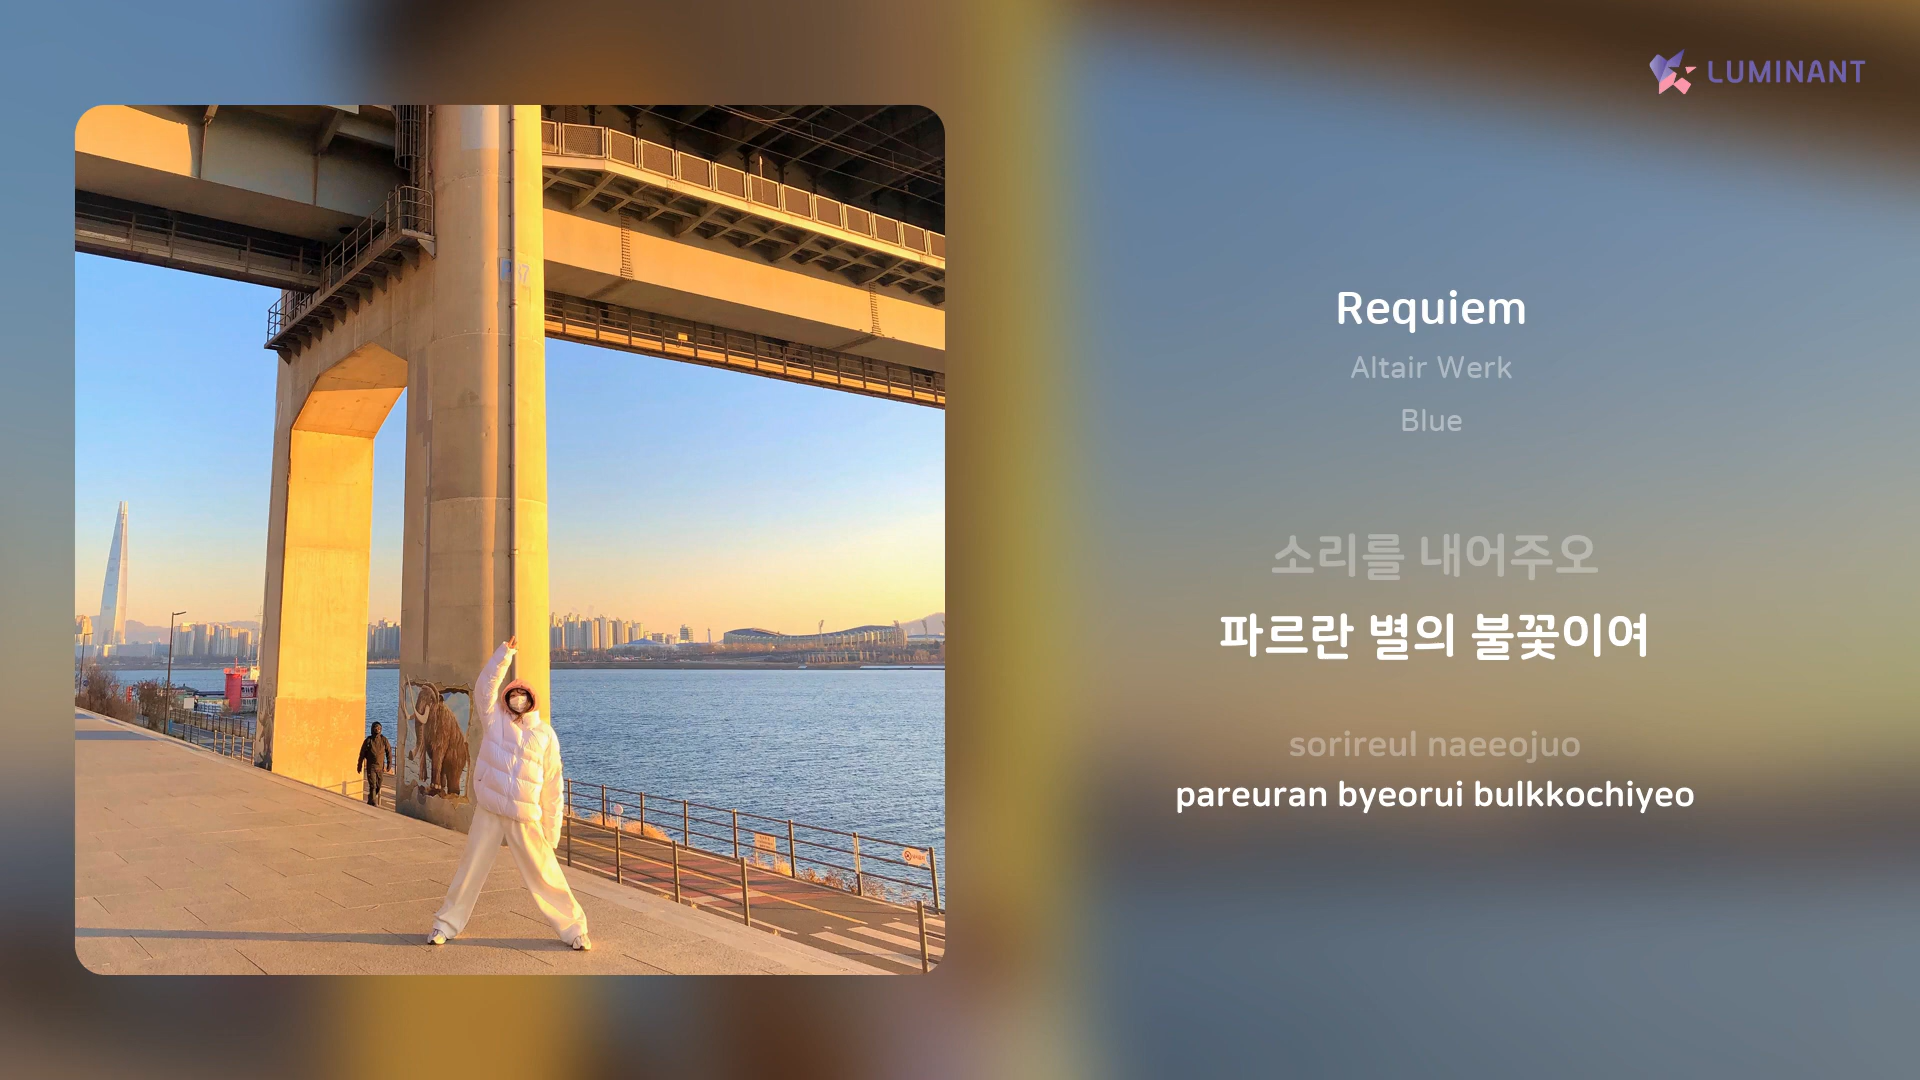 LUMINANT
Requiem
Altair Werk
Blue
소리를 내어주오
파르란 별의 불꽃이여
sorireul naeeojuo
pareuran byeorui bulkkochiyeo